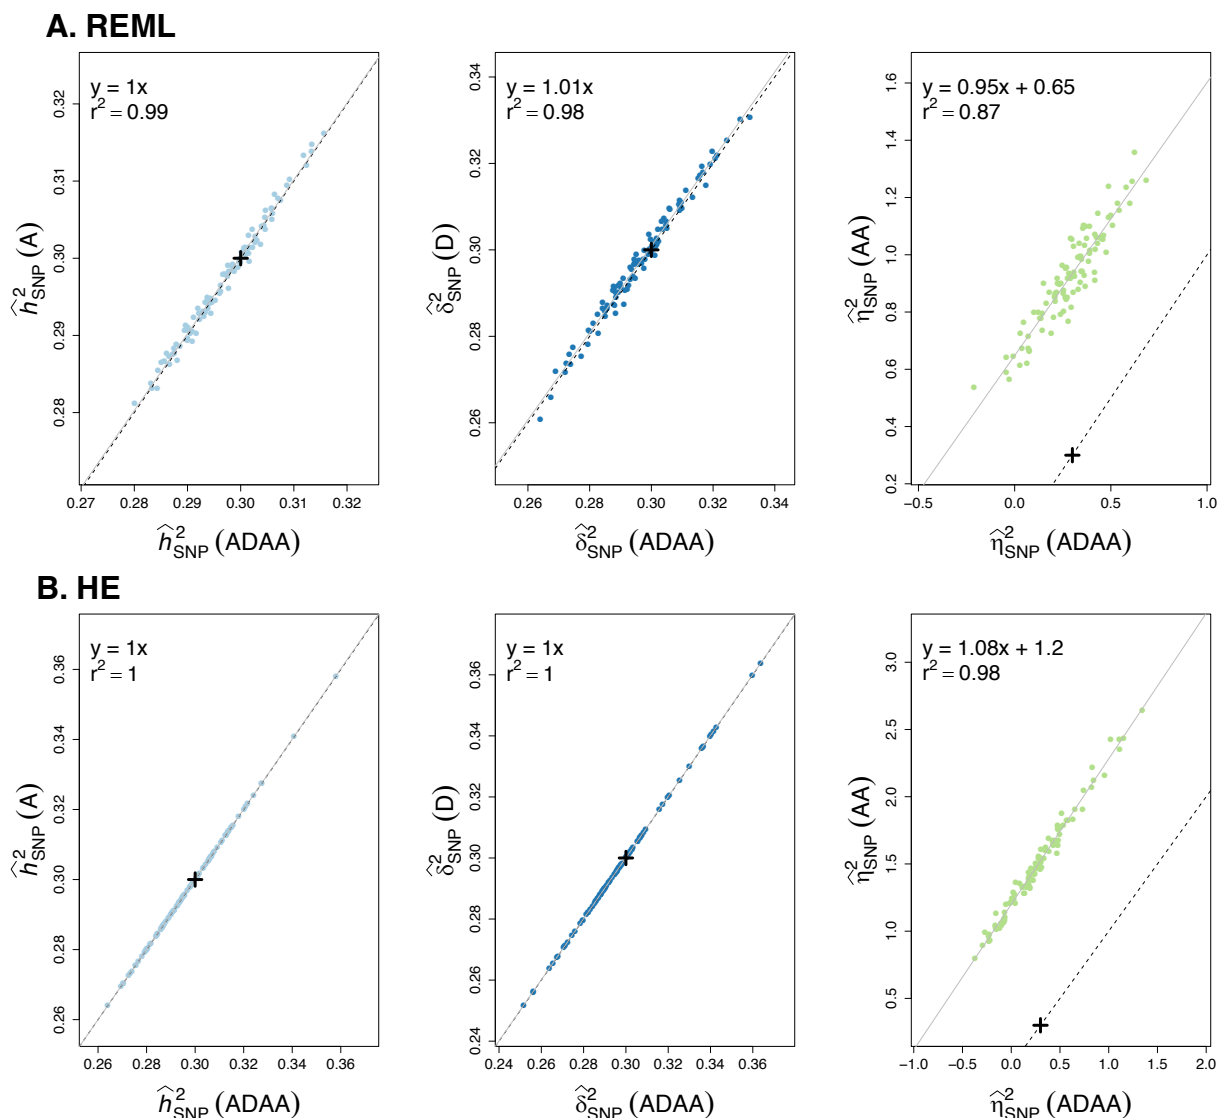 A. REML
y = 1x
r² = 0.99
0.28 0.29 0.30 0.31 0.32
ĥ²SNP (A)
0.27 0.28 0.29 0.30 0.31 0.32
ĥ²SNP (ADAA)
y = 1.01x
r² = 0.98
0.26 0.28 0.30 0.32 0.34
δ̂²SNP (D)
0.26 0.28 0.30 0.32 0.34
δ̂²SNP (ADAA)
y = 0.95x + 0.65
r² = 0.87
0.2 0.4 0.6 0.8 1.0 1.2 1.4 1.6
η̂²SNP (AA)
−0.5 0.0 0.5 1.0
η̂²SNP (ADAA)
B. HE
y = 1x
r² = 1
0.26 0.28 0.30 0.32 0.34 0.36
ĥ²SNP (A)
0.26 0.28 0.30 0.32 0.34 0.36
ĥ²SNP (ADAA)
y = 1x
r² = 1
0.24 0.26 0.28 0.30 0.32 0.34 0.36
δ̂²SNP (D)
0.24 0.26 0.28 0.30 0.32 0.34 0.36 0.38
δ̂²SNP (ADAA)
y = 1.08x + 1.2
r² = 0.98
0.5 1.0 1.5 2.0 2.5 3.0
η̂²SNP (AA)
−1.0 −0.5 0.0 0.5 1.0 1.5 2.0
η̂²SNP (ADAA)